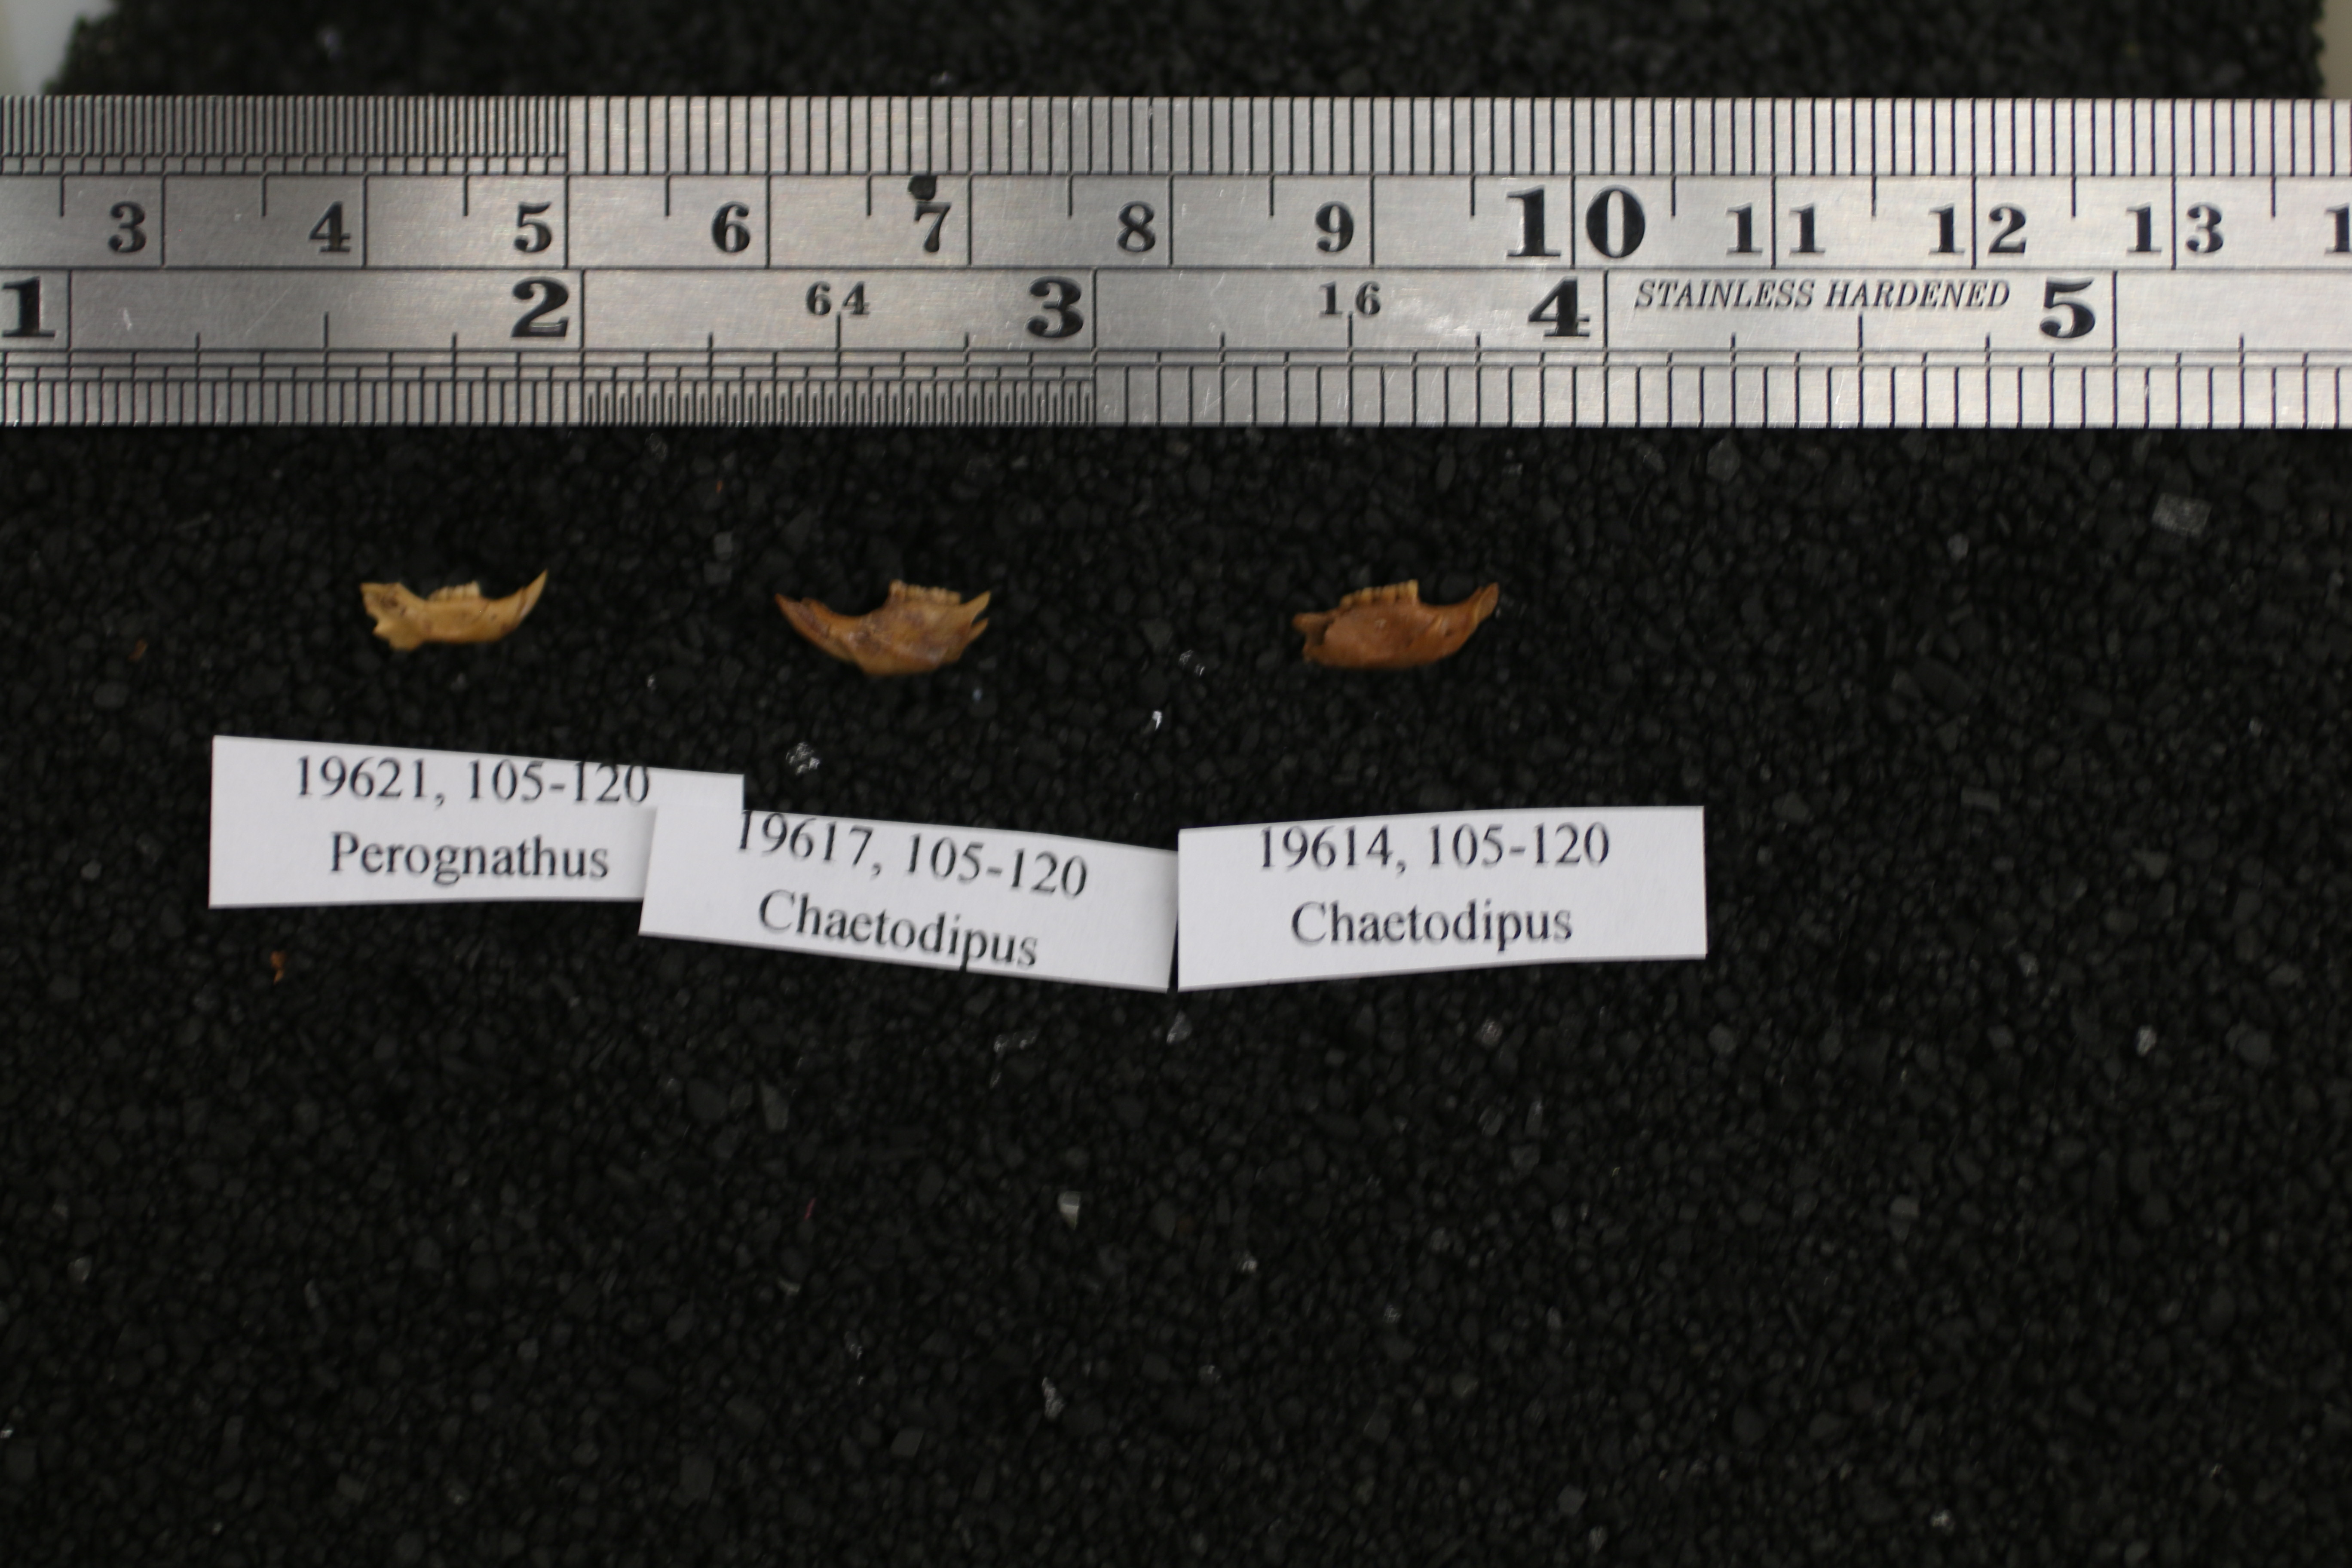 3 4 5 6 7 8 9 10 11 12 13 1
1 2 64 3 16 4 STAINLESS HARDENED 5
19621, 105-120
Perognathus
19617, 105-120
Chaetodipus
19614, 105-120
Chaetodipus